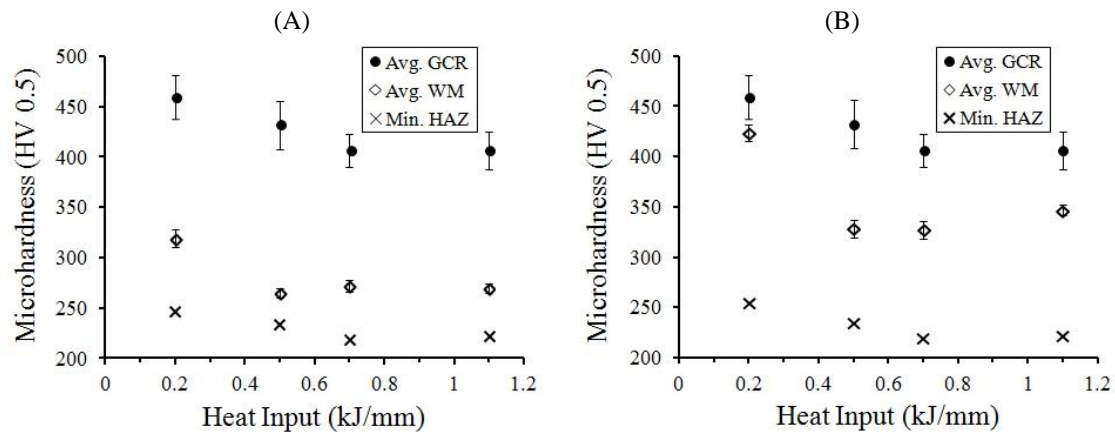 (A)
Microhardness (HV 0.5)
500
450
400
350
300
250
200
Avg. GCR
Avg. WM
Min. HAZ
0
0.2
0.4
0.6
0.8
1
1.2
Heat Input (kJ/mm)
(B)
Microhardness (HV 0.5)
500
450
400
350
300
250
200
Avg. GCR
Avg. WM
Min. HAZ
0
0.2
0.4
0.6
0.8
1
1.2
Heat Input (kJ/mm)